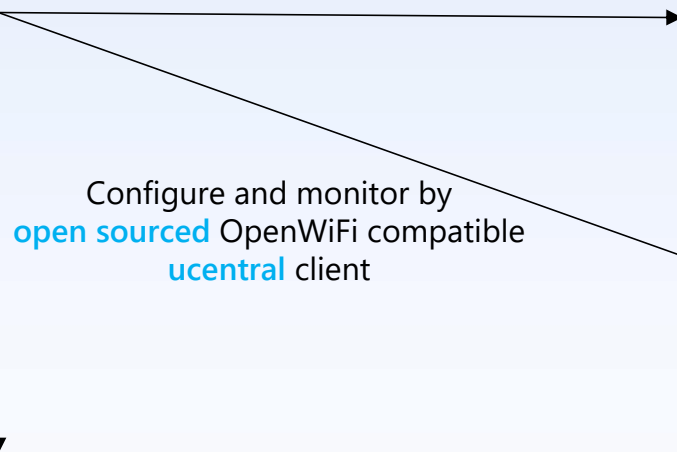 Configure and monitor by
open sourced OpenWiFi compatible
ucentral client